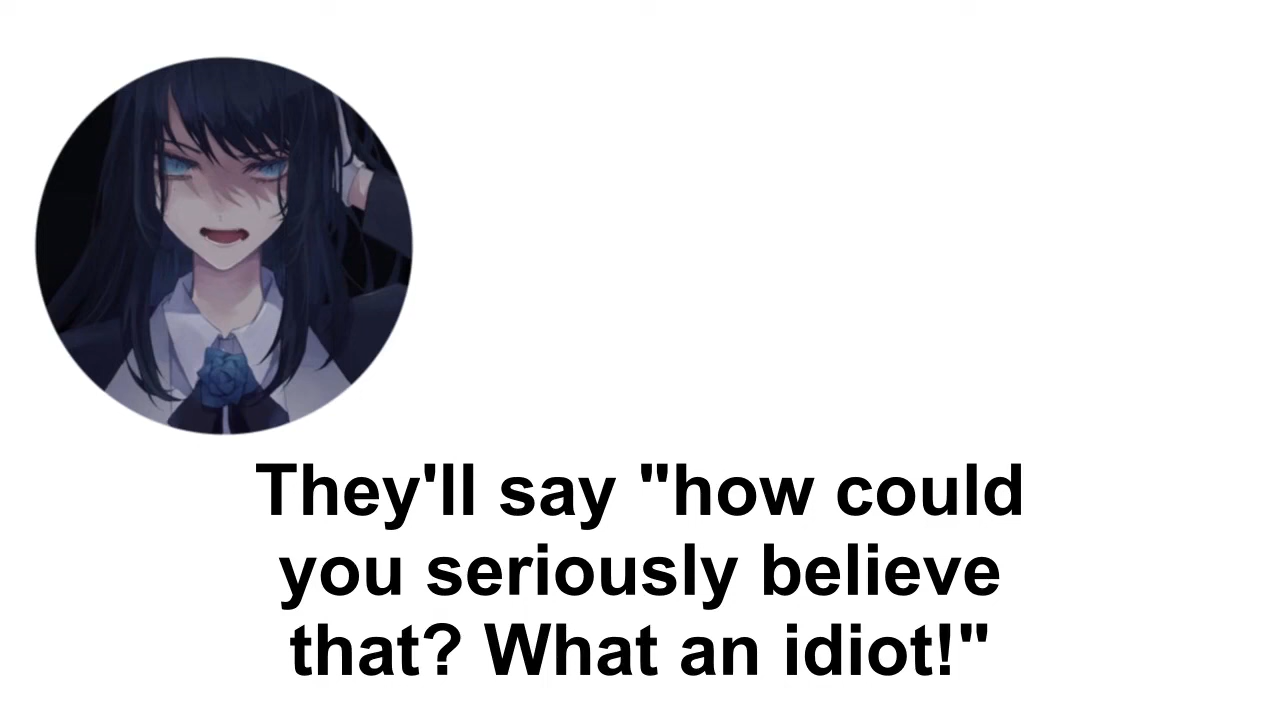 They'll say "how could
you seriously believe
that? What an idiot!"